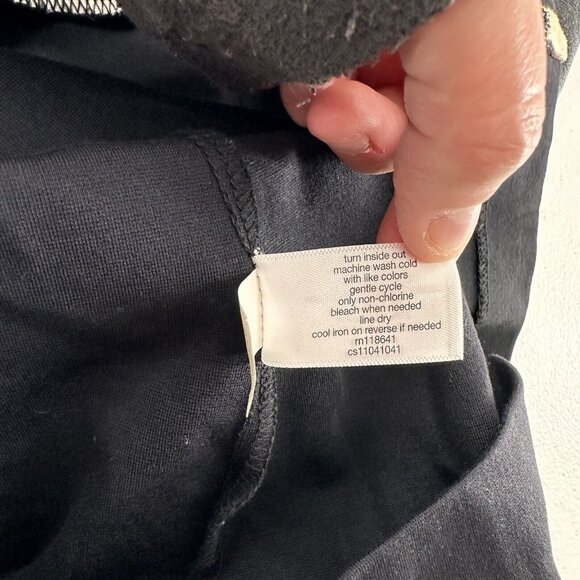 turn inside out
machine wash cold
with like colors
gentle cycle
only non-chlorine
bleach when needed
line dry
cool iron on reverse if needed
rn118641
cs11041041